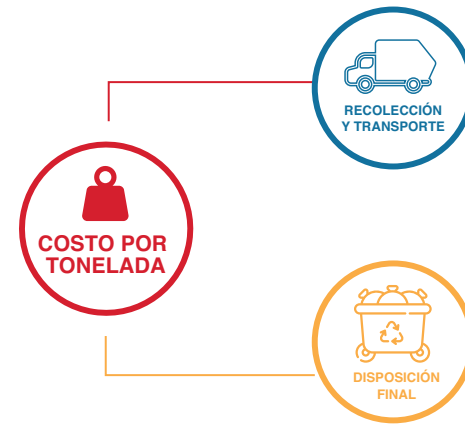 RECOLECCIÓN
Y TRANSPORTE
COSTO POR
TONELADA
DISPOSICIÓN
FINAL